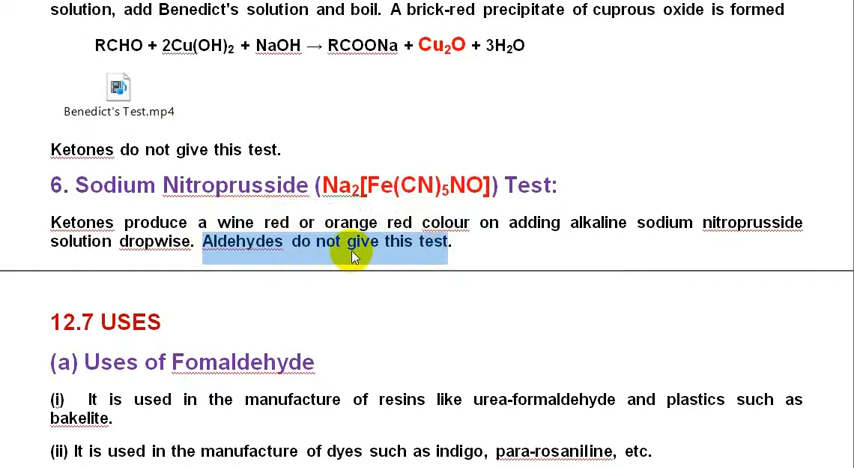 solution, add Benedict's solution and boil. A brick-red precipitate of cuprous oxide is formed
RCHO + 2Cu(OH)₂ + NaOH → RCOONa + Cu₂O + 3H₂O
Benedict's Test.mp4
Ketones do not give this test.
6. Sodium Nitroprusside (Na₂[Fe(CN)₅NO]) Test:
Ketones produce a wine red or orange red colour on adding alkaline sodium nitroprusside
solution dropwise. Aldehydes do not give this test.
12.7 USES
(a) Uses of Fomaldehyde
(i) It is used in the manufacture of resins like urea-formaldehyde and plastics such as
bakelite.
(ii) It is used in the manufacture of dyes such as indigo, para-rosaniline, etc.